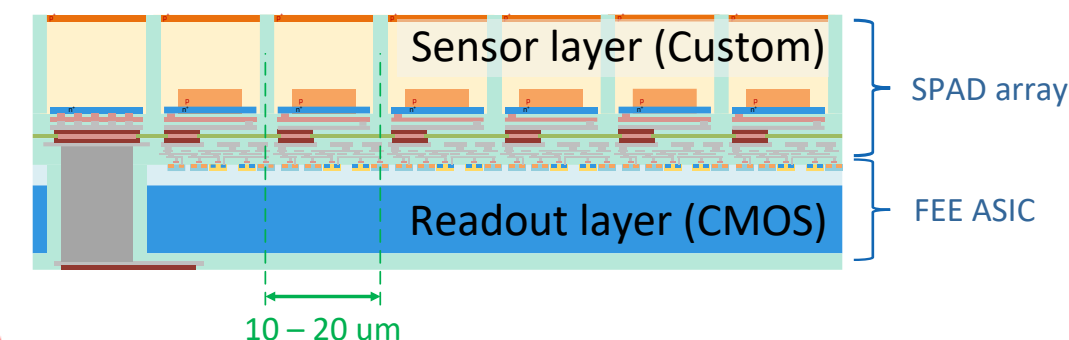 p⁺ p⁺ p⁺ p⁺ p⁺ p⁺ p⁺
Sensor layer (Custom)
SPAD array
p p p p p p
n⁺ n⁺ n⁺ n⁺ n⁺ n⁺ n⁺
Readout layer (CMOS)
FEE ASIC
10 – 20 um